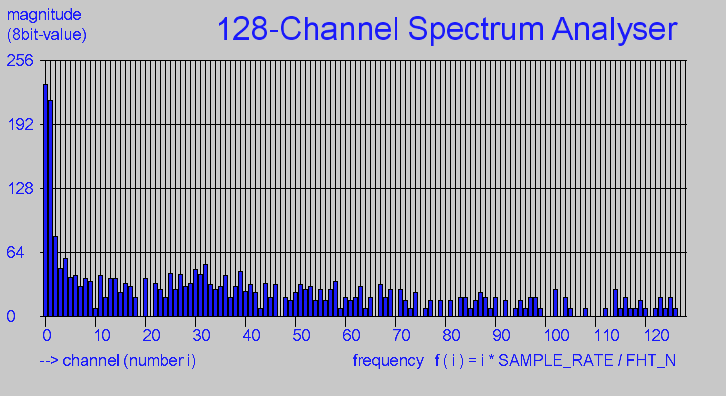 magnitude
(8bit-value)
128-Channel Spectrum Analyser
256
192
128
64
0
0 10 20 30 40 50 60 70 80 90 100 110 120
--> channel (number i)
frequency f ( i ) = i * SAMPLE_RATE / FHT_N